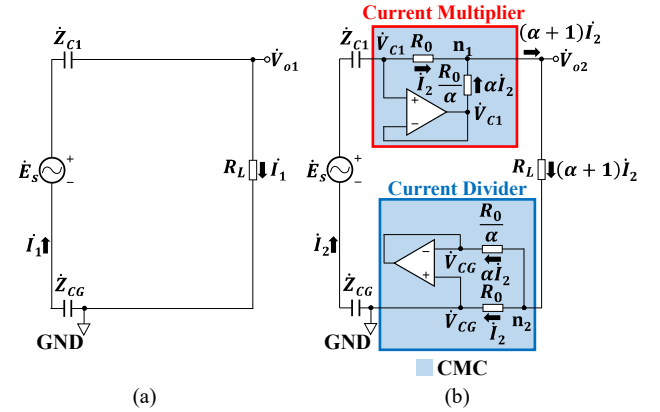 (a)
Ż_C1
V̇_o1
Ė_s
+
−
R_L
İ_1
İ_1
Ż_CG
GND
(b)
Current Multiplier
Ż_C1
V̇_C1
R_0
n_1
(α + 1)İ_2
V̇_o2
İ_2
R_0/α
αİ_2
+
−
V̇_C1
Ė_s
+
−
R_L
(α + 1)İ_2
Current Divider
R_0/α
−
+
V̇_CG
αİ_2
R_0
İ_2
Ż_CG
V̇_CG
İ_2
n_2
GND
CMC
(a)
(b)